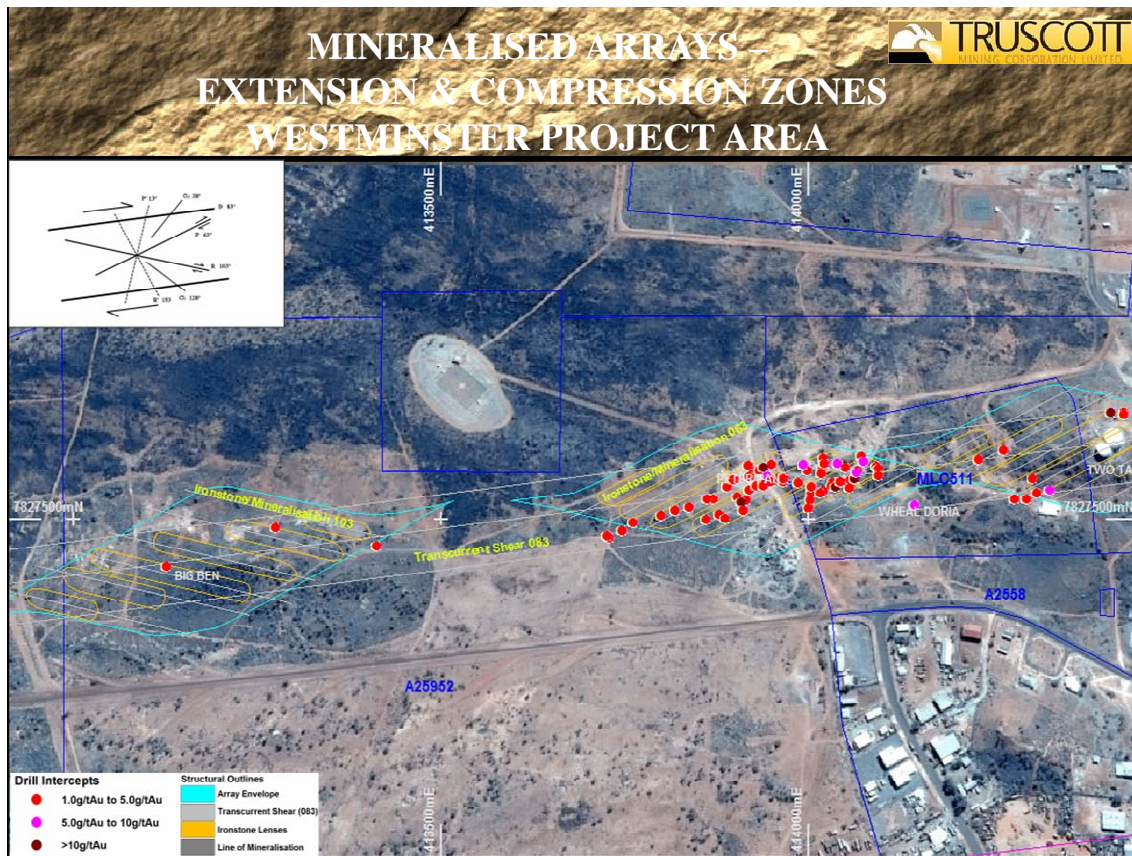 MINERALISED ARRAYS –
EXTENSION & COMPRESSION ZONES
WESTMINSTER PROJECT AREA
TRUSCOTT
MINING CORPORATION LIMITED
D 83°
R 103°
413500mE
414000mE
Ironstone/Mineralisation 063
Ironstone/Mineralisation 103
Transcurrent Shear 083
7827500mN
7827500mN
BIG BEN
MLC511
WHEAL DORIA
TWO TA
A2558
A25952
413500mE
414000mE
Drill Intercepts
1.0g/tAu to 5.0g/tAu
5.0g/tAu to 10g/tAu
>10g/tAu
Structural Outlines
Array Envelope
Transcurrent Shear (083)
Ironstone Lenses
Line of Mineralisation